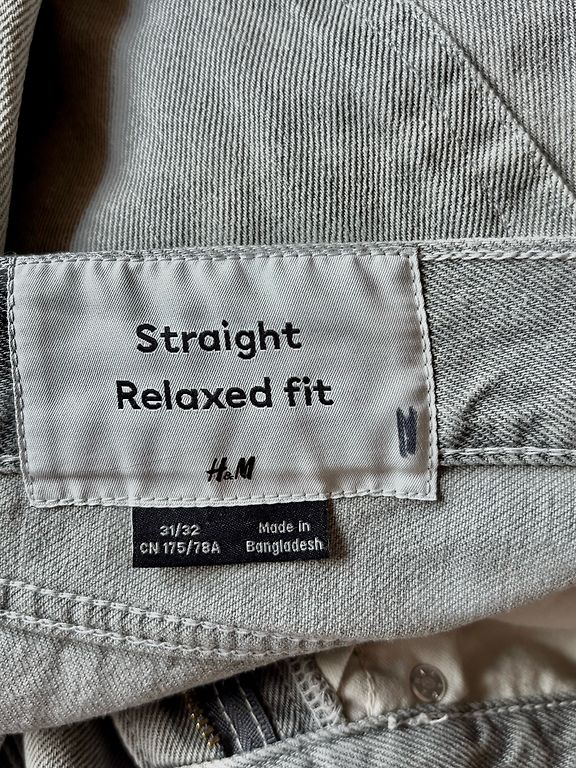 Straight
Relaxed fit
H&M
31/32
CN 175/78A
Made in
Bangladesh